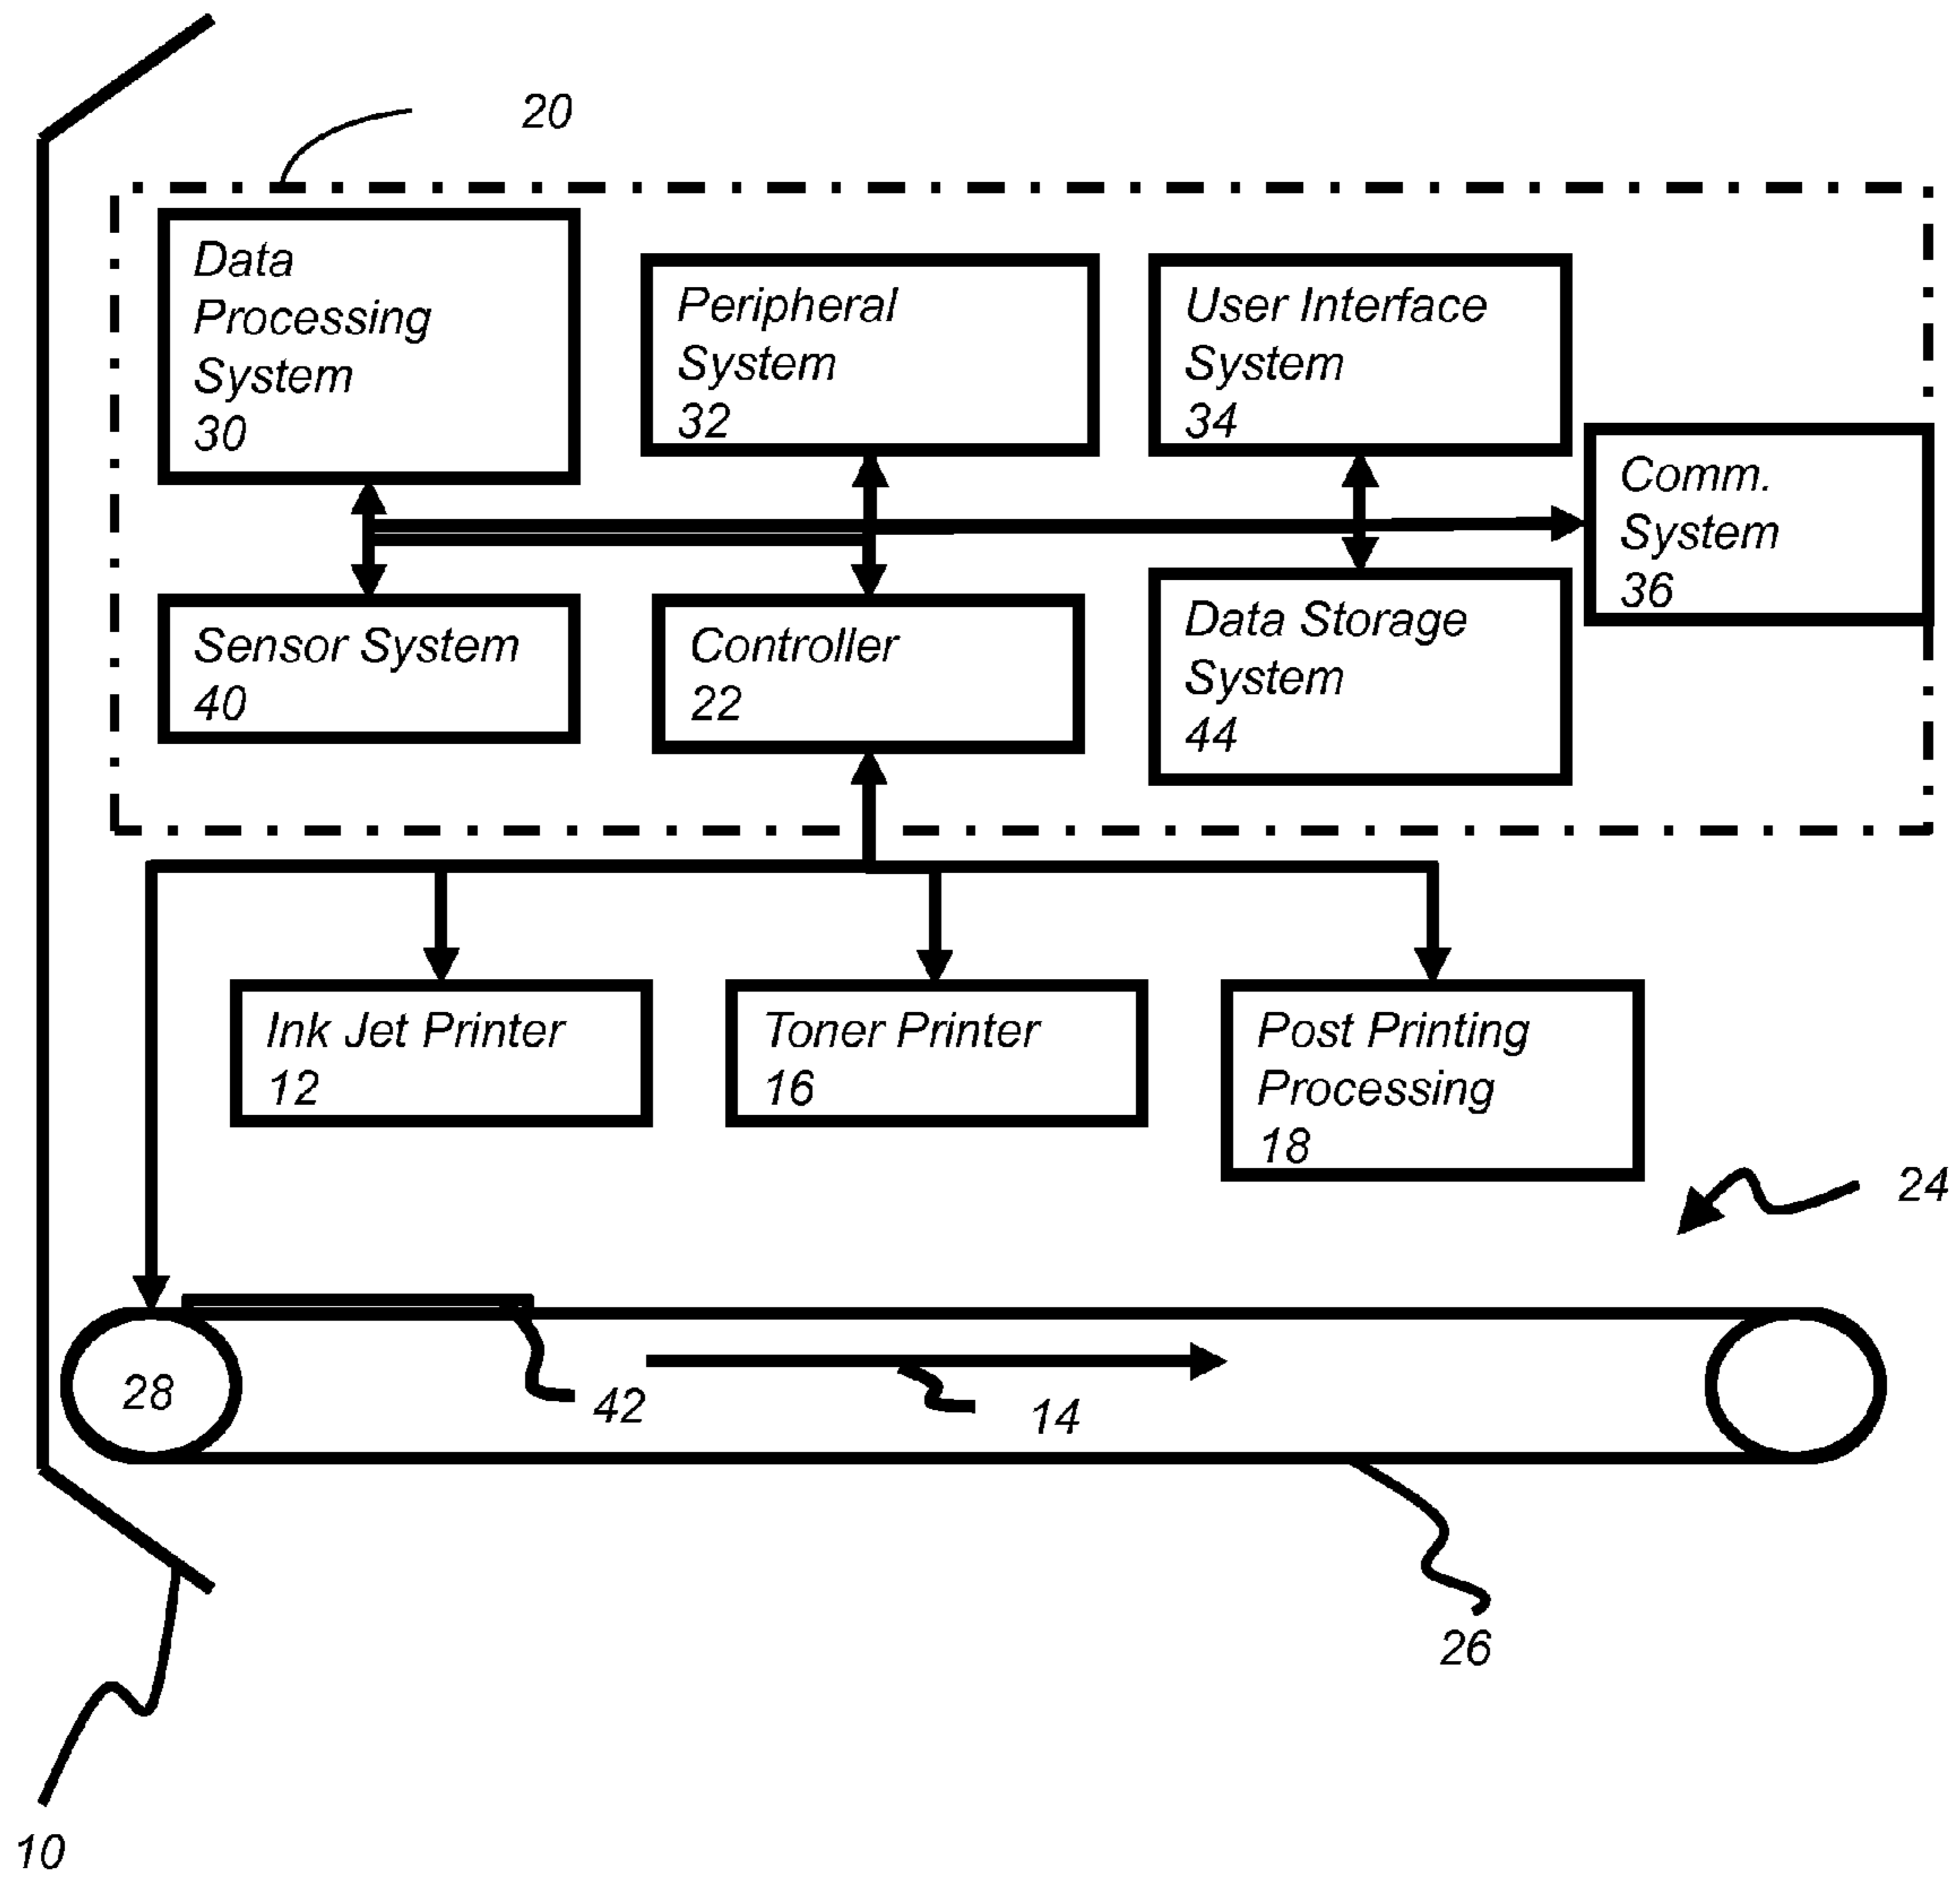 20
Data
Processing
System
30
Peripheral
System
32
User Interface
System
34
Comm.
System
36
Sensor System
40
Controller
22
Data Storage
System
44
Ink Jet Printer
12
Toner Printer
16
Post Printing
Processing
18
24
28
42
14
26
10